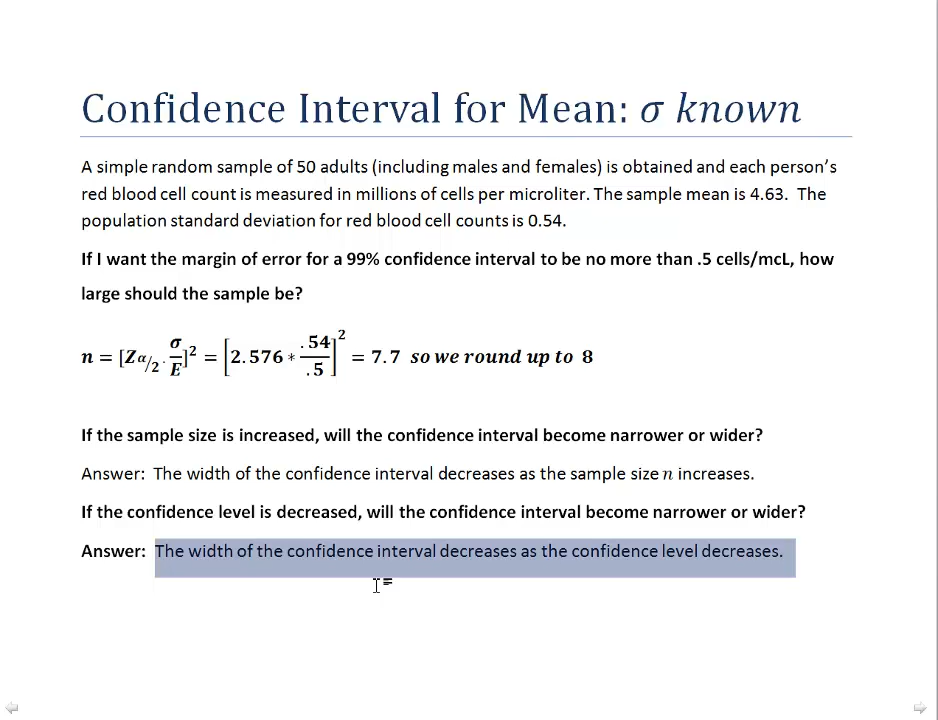 Confidence Interval for Mean: σ known
A simple random sample of 50 adults (including males and females) is obtained and each person's
red blood cell count is measured in millions of cells per microliter. The sample mean is 4.63. The
population standard deviation for red blood cell counts is 0.54.
If I want the margin of error for a 99% confidence interval to be no more than .5 cells/mcL, how
large should the sample be?
n = [Zα/2 · σ/E]² = [2.576 * .54/.5]² = 7.7 so we round up to 8
If the sample size is increased, will the confidence interval become narrower or wider?
Answer: The width of the confidence interval decreases as the sample size n increases.
If the confidence level is decreased, will the confidence interval become narrower or wider?
Answer: The width of the confidence interval decreases as the confidence level decreases.